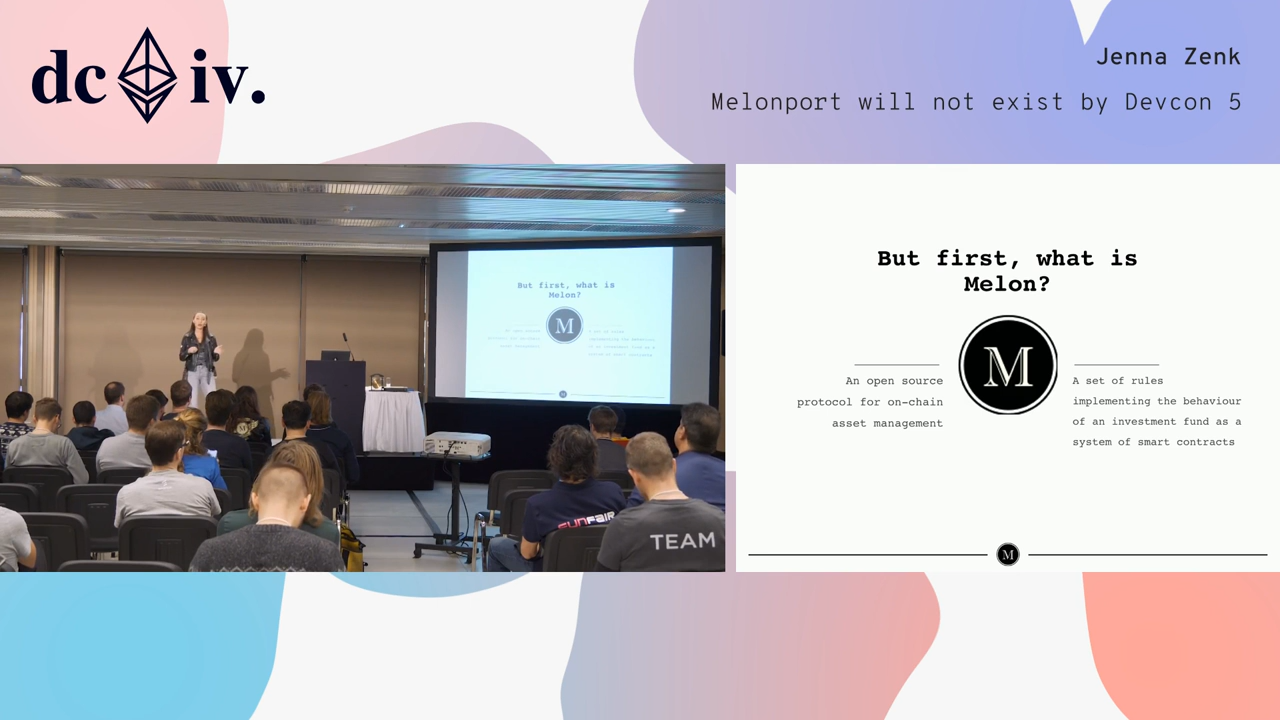 dc iv.
Jenna Zenk
Melonport will not exist by Devcon 5
But first, what is
Melon?
M
But first, what is
Melon?
M
An open source
protocol for on-chain
asset management
A set of rules
implementing the behaviour
of an investment fund as a
system of smart contracts
M
FUNFAIR
TEAM